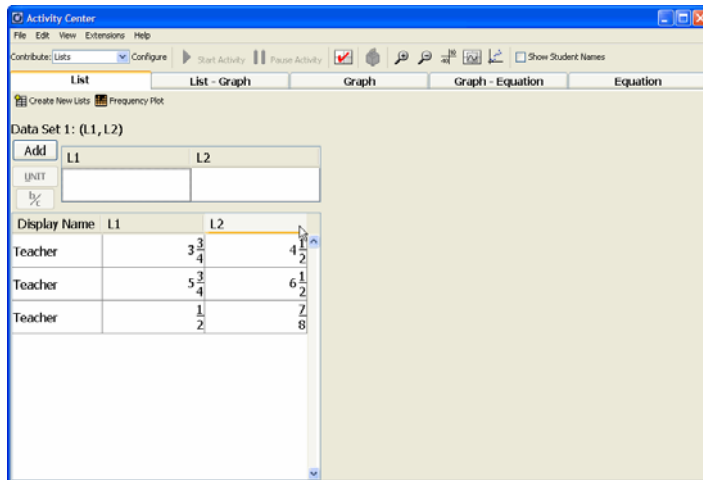 Activity Center
File Edit View Extensions Help
Contribute: Lists Configure Start Activity Pause Activity Show Student Names
List List - Graph Graph Graph - Equation Equation
Create New Lists Frequency Plot
Data Set 1: (L1, L2)
Add L1 L2
UNIT
b/c
Display Name L1 L2
Teacher 3 3/4 4 1/2
Teacher 5 3/4 6 1/2
Teacher 1/2 7/8